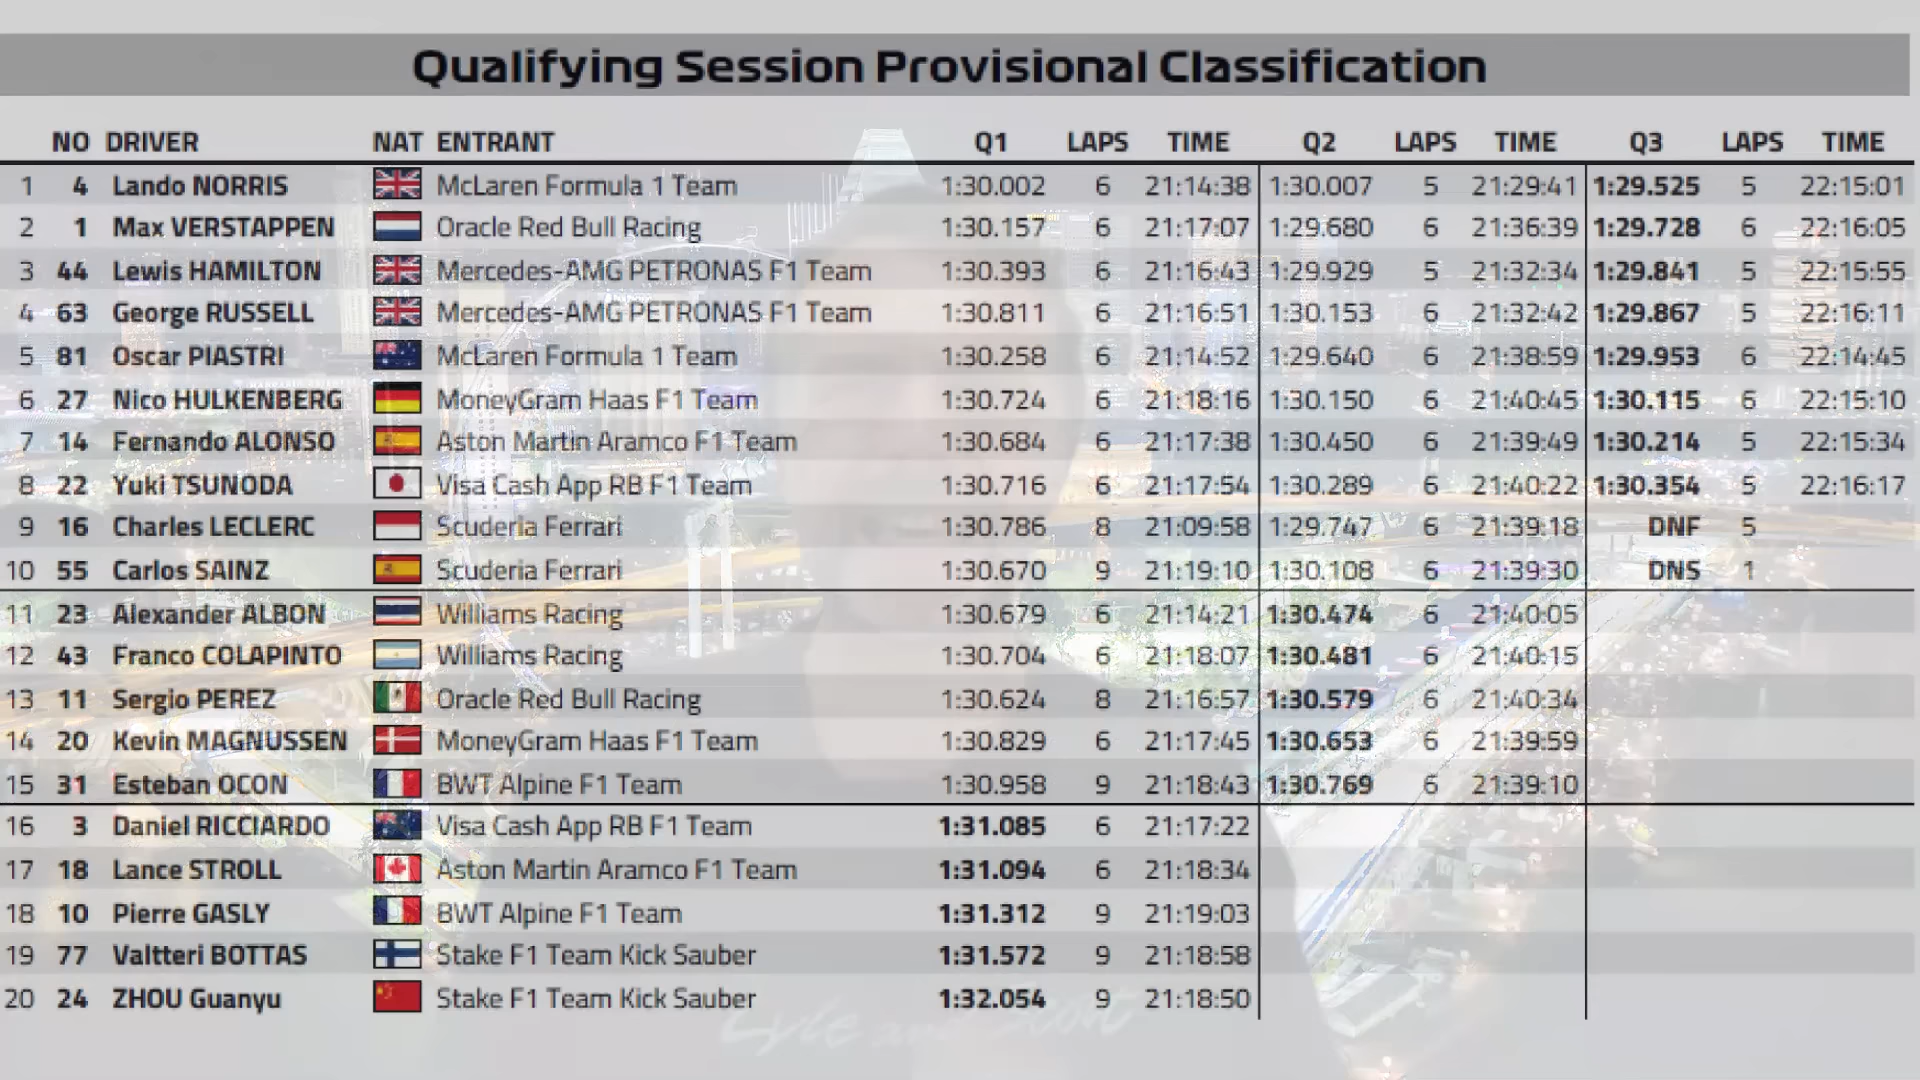 Qualifying Session Provisional Classification
NO DRIVER NAT ENTRANT Q1 LAPS TIME Q2 LAPS TIME Q3 LAPS TIME
1 4 Lando NORRIS McLaren Formula 1 Team 1:30.002 6 21:14:38 1:30.007 5 21:29:41 1:29.525 5 22:15:01
2 1 Max VERSTAPPEN Oracle Red Bull Racing 1:30.157 6 21:17:07 1:29.680 6 21:36:39 1:29.728 6 22:16:05
3 44 Lewis HAMILTON Mercedes-AMG PETRONAS F1 Team 1:30.393 6 21:16:43 1:29.929 5 21:32:34 1:29.841 5 22:15:55
4 63 George RUSSELL Mercedes-AMG PETRONAS F1 Team 1:30.811 6 21:16:51 1:30.153 6 21:32:42 1:29.867 5 22:16:11
5 81 Oscar PIASTRI McLaren Formula 1 Team 1:30.258 6 21:14:52 1:29.640 6 21:38:59 1:29.953 6 22:14:45
6 27 Nico HULKENBERG MoneyGram Haas F1 Team 1:30.724 6 21:18:16 1:30.150 6 21:40:45 1:30.115 6 22:15:10
7 14 Fernando ALONSO Aston Martin Aramco F1 Team 1:30.684 6 21:17:38 1:30.450 6 21:39:49 1:30.214 5 22:15:34
8 22 Yuki TSUNODA Visa Cash App RB F1 Team 1:30.716 6 21:17:54 1:30.289 6 21:40:22 1:30.354 5 22:16:17
9 16 Charles LECLERC Scuderia Ferrari 1:30.786 8 21:09:58 1:29.747 6 21:39:18 DNF 5
10 55 Carlos SAINZ Scuderia Ferrari 1:30.670 9 21:19:10 1:30.108 6 21:39:30 DNS 1
11 23 Alexander ALBON Williams Racing 1:30.679 6 21:14:21 1:30.474 6 21:40:05
12 43 Franco COLAPINTO Williams Racing 1:30.704 6 21:18:07 1:30.481 6 21:40:15
13 11 Sergio PEREZ Oracle Red Bull Racing 1:30.624 8 21:16:57 1:30.579 6 21:40:34
14 20 Kevin MAGNUSSEN MoneyGram Haas F1 Team 1:30.829 6 21:17:45 1:30.653 6 21:39:59
15 31 Esteban OCON BWT Alpine F1 Team 1:30.958 9 21:18:43 1:30.769 6 21:39:10
16 3 Daniel RICCIARDO Visa Cash App RB F1 Team 1:31.085 6 21:17:22
17 18 Lance STROLL Aston Martin Aramco F1 Team 1:31.094 6 21:18:34
18 10 Pierre GASLY BWT Alpine F1 Team 1:31.312 9 21:19:03
19 77 Valtteri BOTTAS Stake F1 Team Kick Sauber 1:31.572 9 21:18:58
20 24 ZHOU Guanyu Stake F1 Team Kick Sauber 1:32.054 9 21:18:50
Lyle and Scott